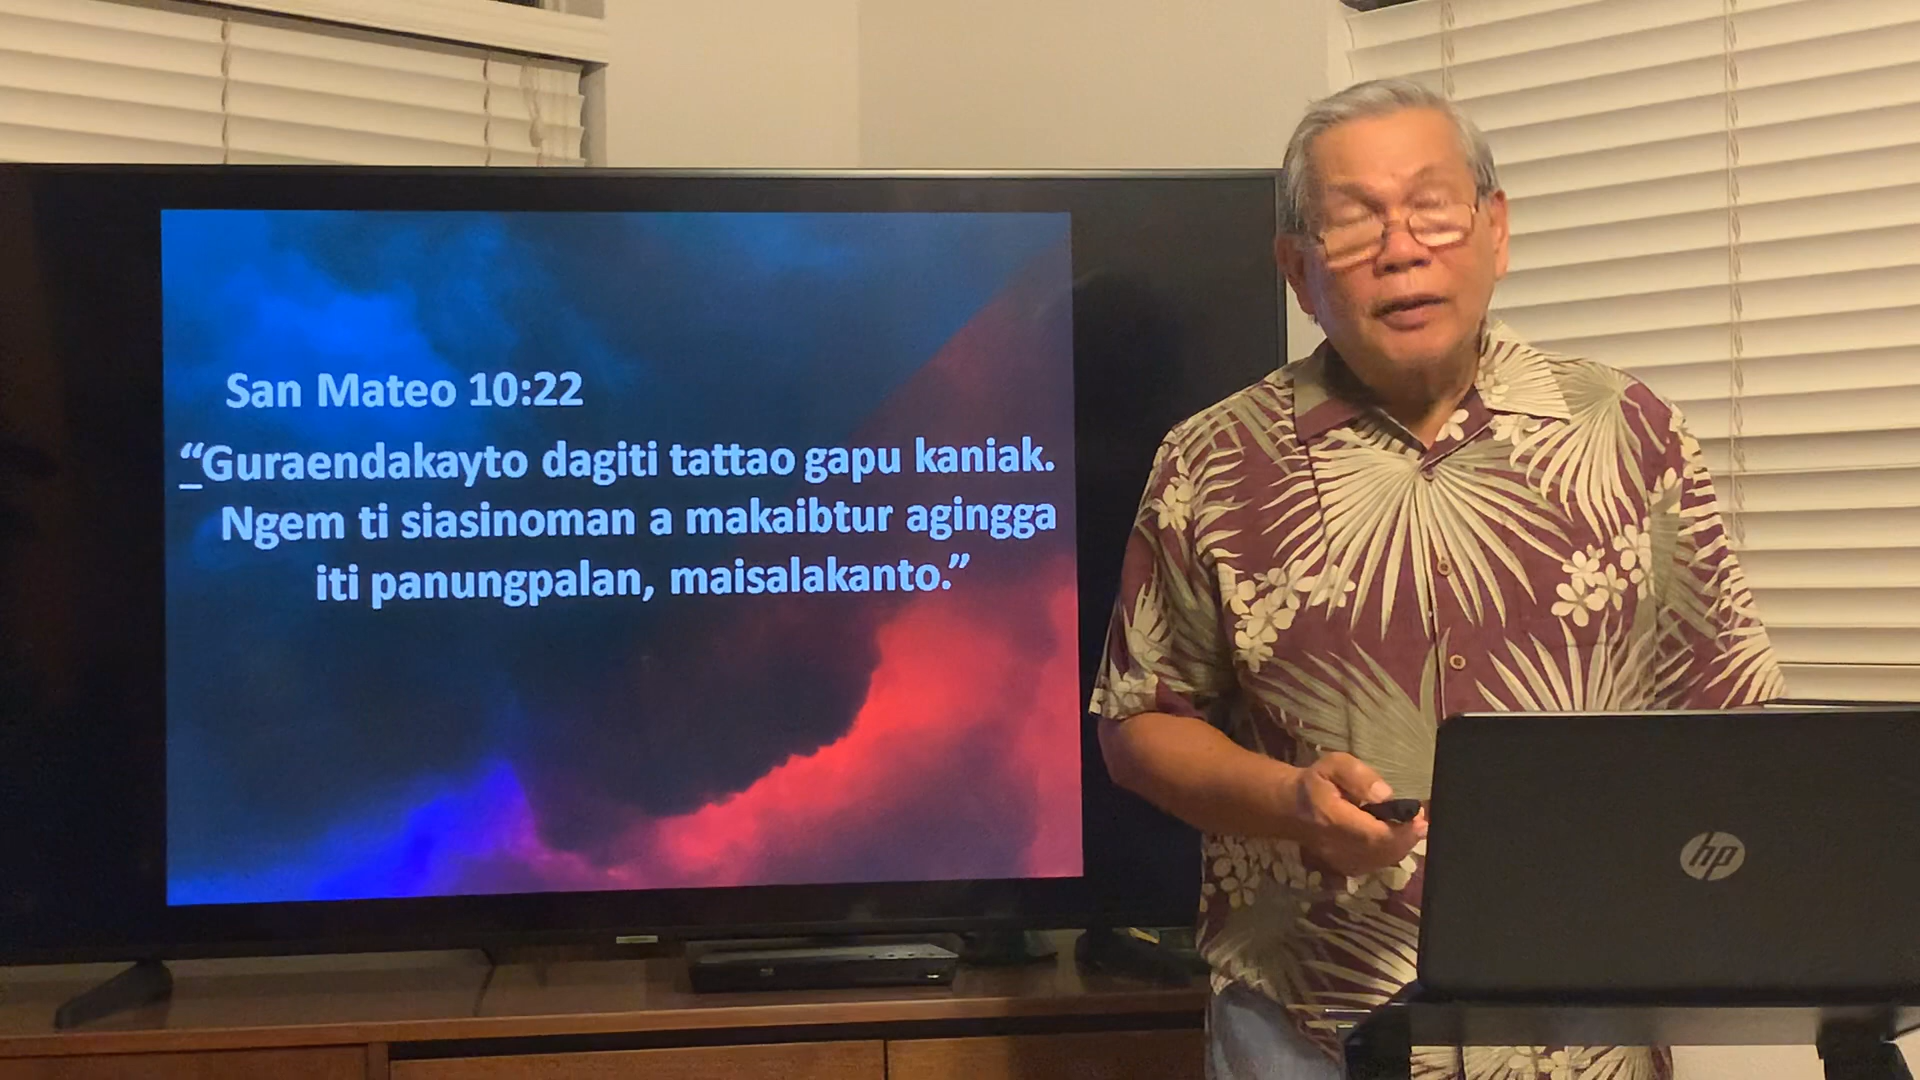 San Mateo 10:22
“Guraendakayto dagiti tattao gapu kaniak.
Ngem ti siasinoman a makaibtur agingga
iti panungpalan, maisalakanto.”
hp